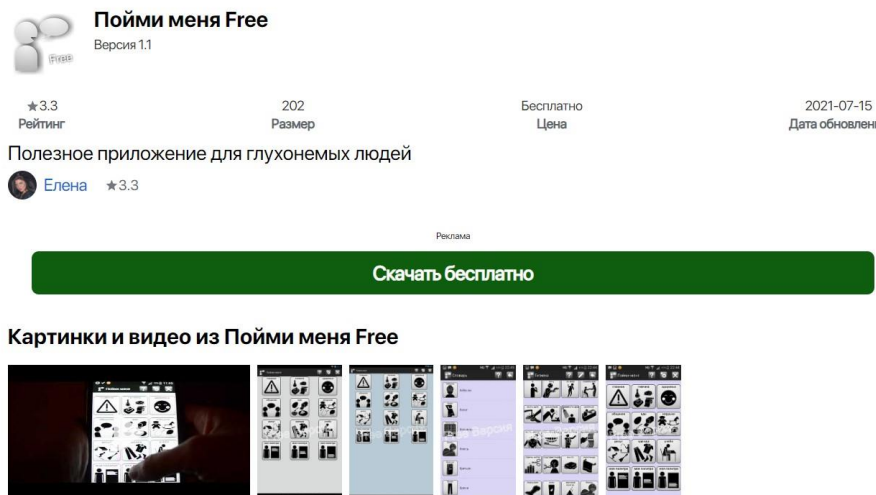 Пойми меня Free
Версия 1.1
Free
★3.3
202
Бесплатно
2021-07-15
Рейтинг
Размер
Цена
Дата обновлен
Полезное приложение для глухонемых людей
Елена ★3.3
Реклама
Скачать бесплатно
Картинки и видео из Пойми меня Free